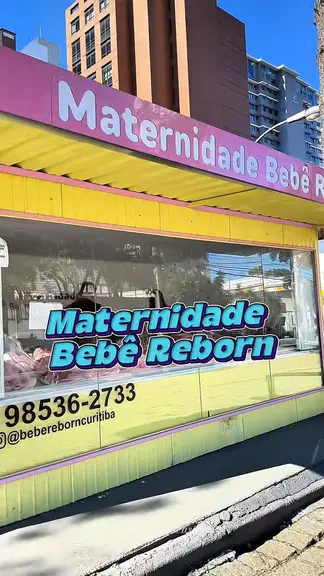 Maternidade Bebê R
Maternidade
Bebê Reborn
98536-2733
@bebereborncuritiba